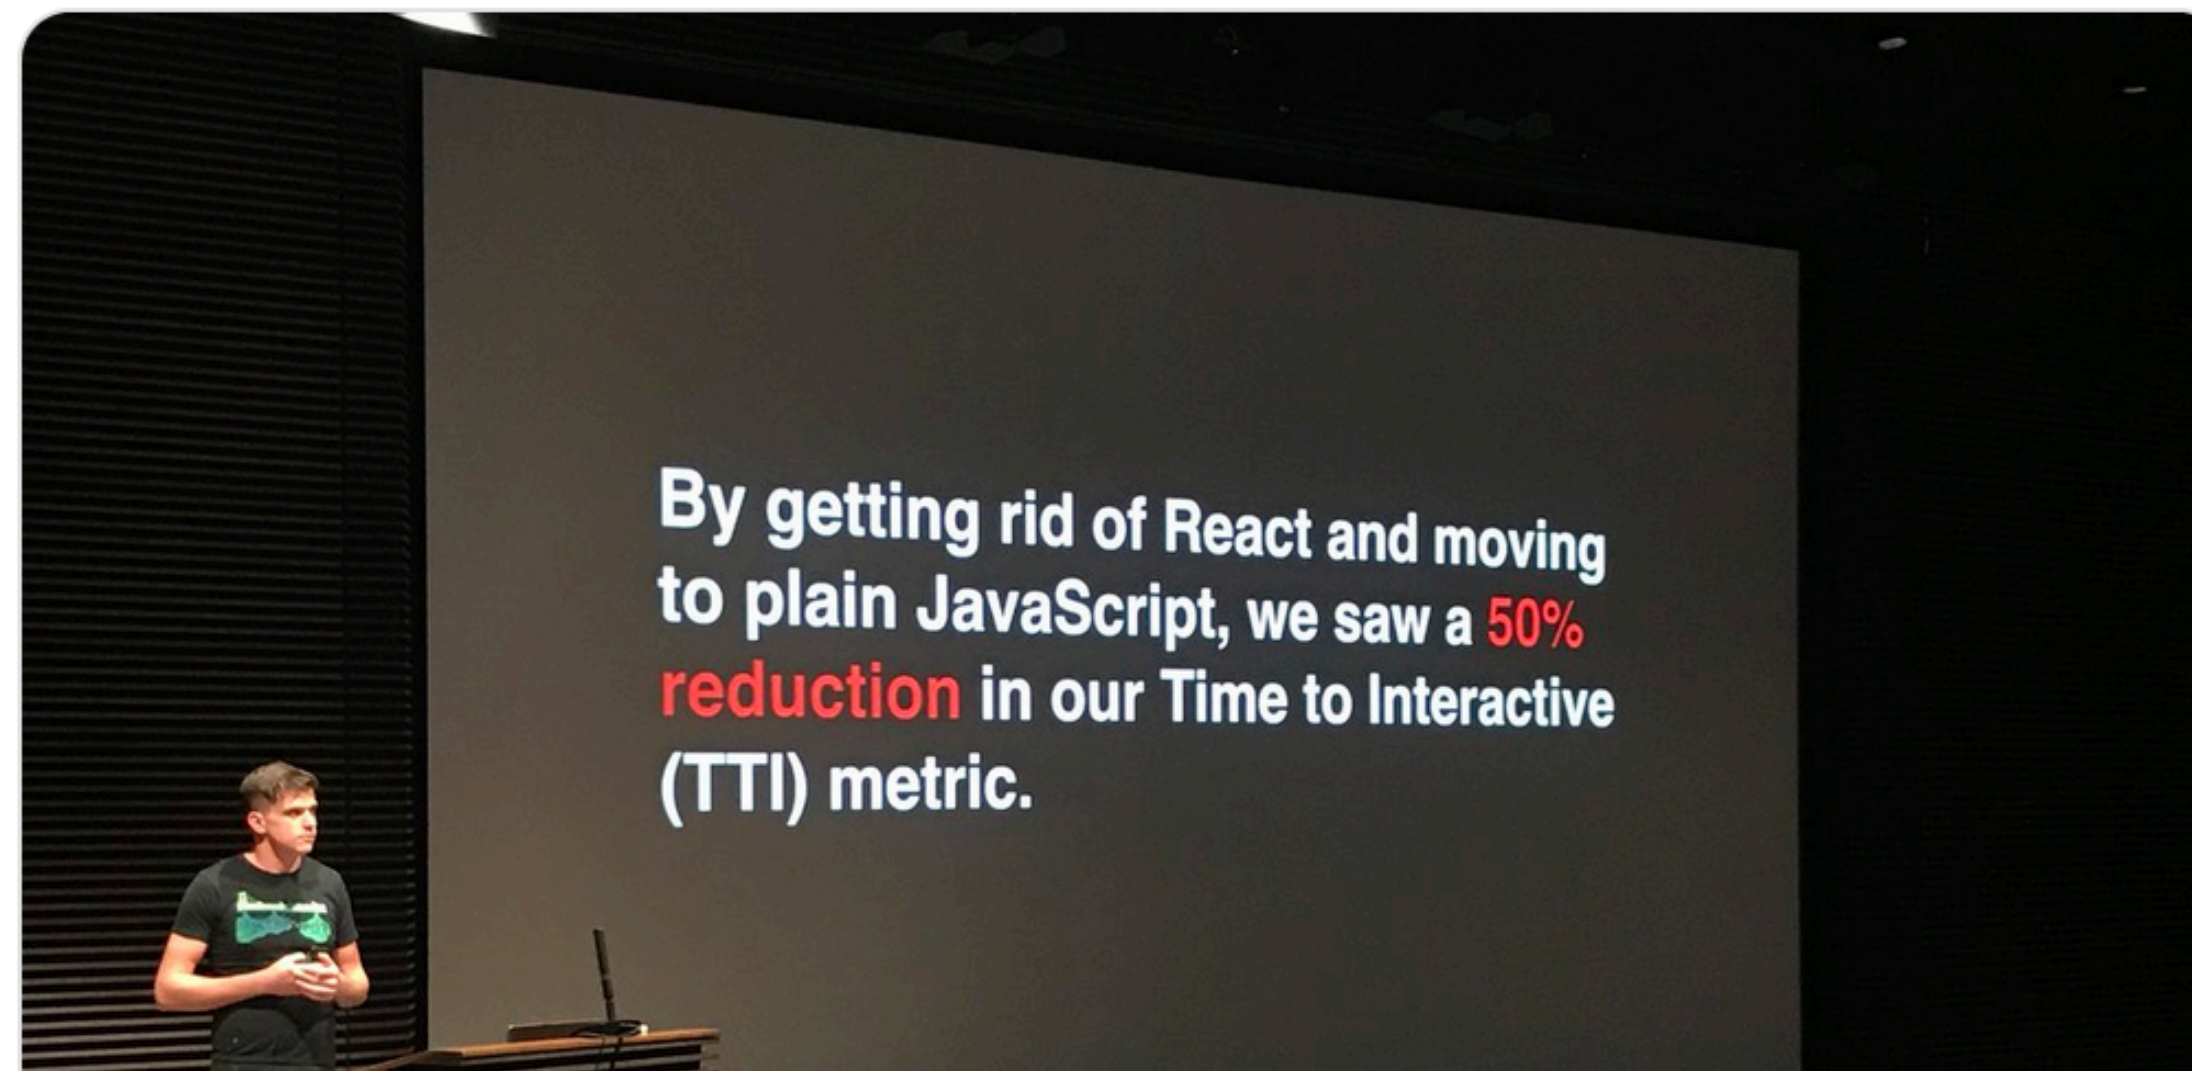 By getting rid of React and moving
to plain JavaScript, we saw a 50%
reduction in our Time to Interactive
(TTI) metric.